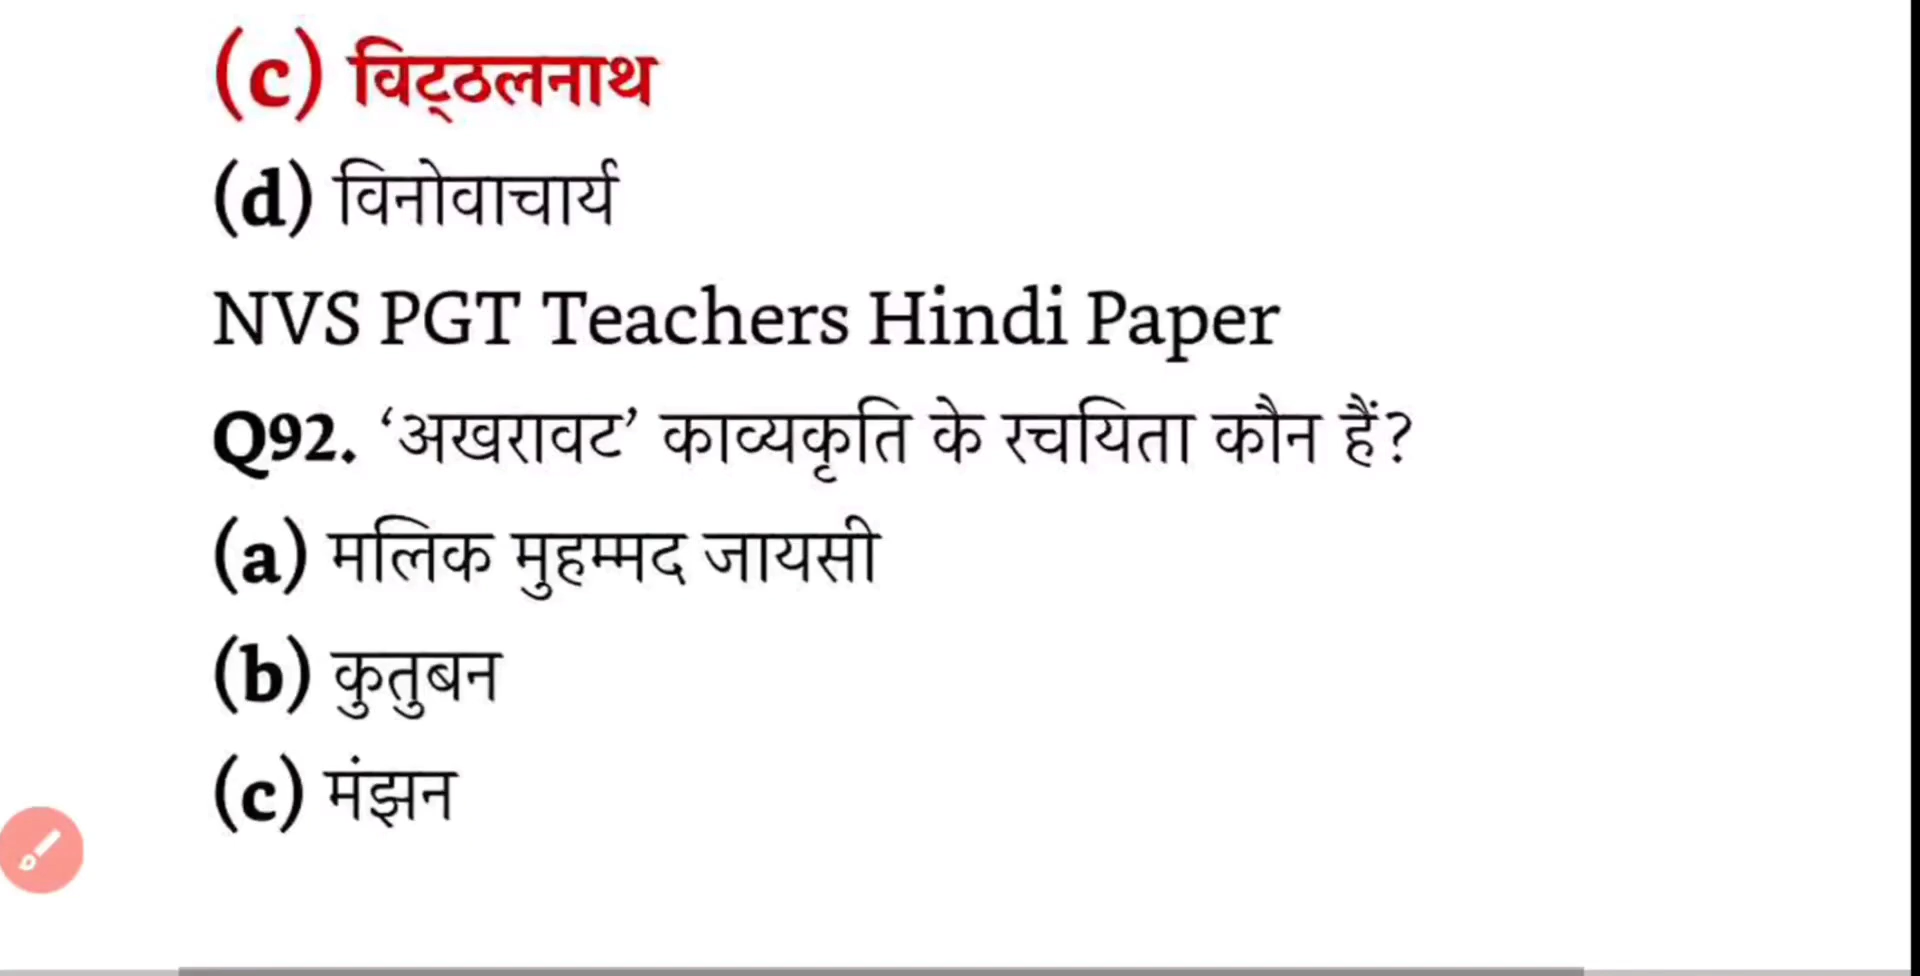 (c) विट्ठलनाथ
(d) विनोवाचार्य
NVS PGT Teachers Hindi Paper
Q92. ‘अखरावट’ काव्यकृति के रचयिता कौन हैं?
(a) मलिक मुहम्मद जायसी
(b) कुतुबन
(c) मंझन